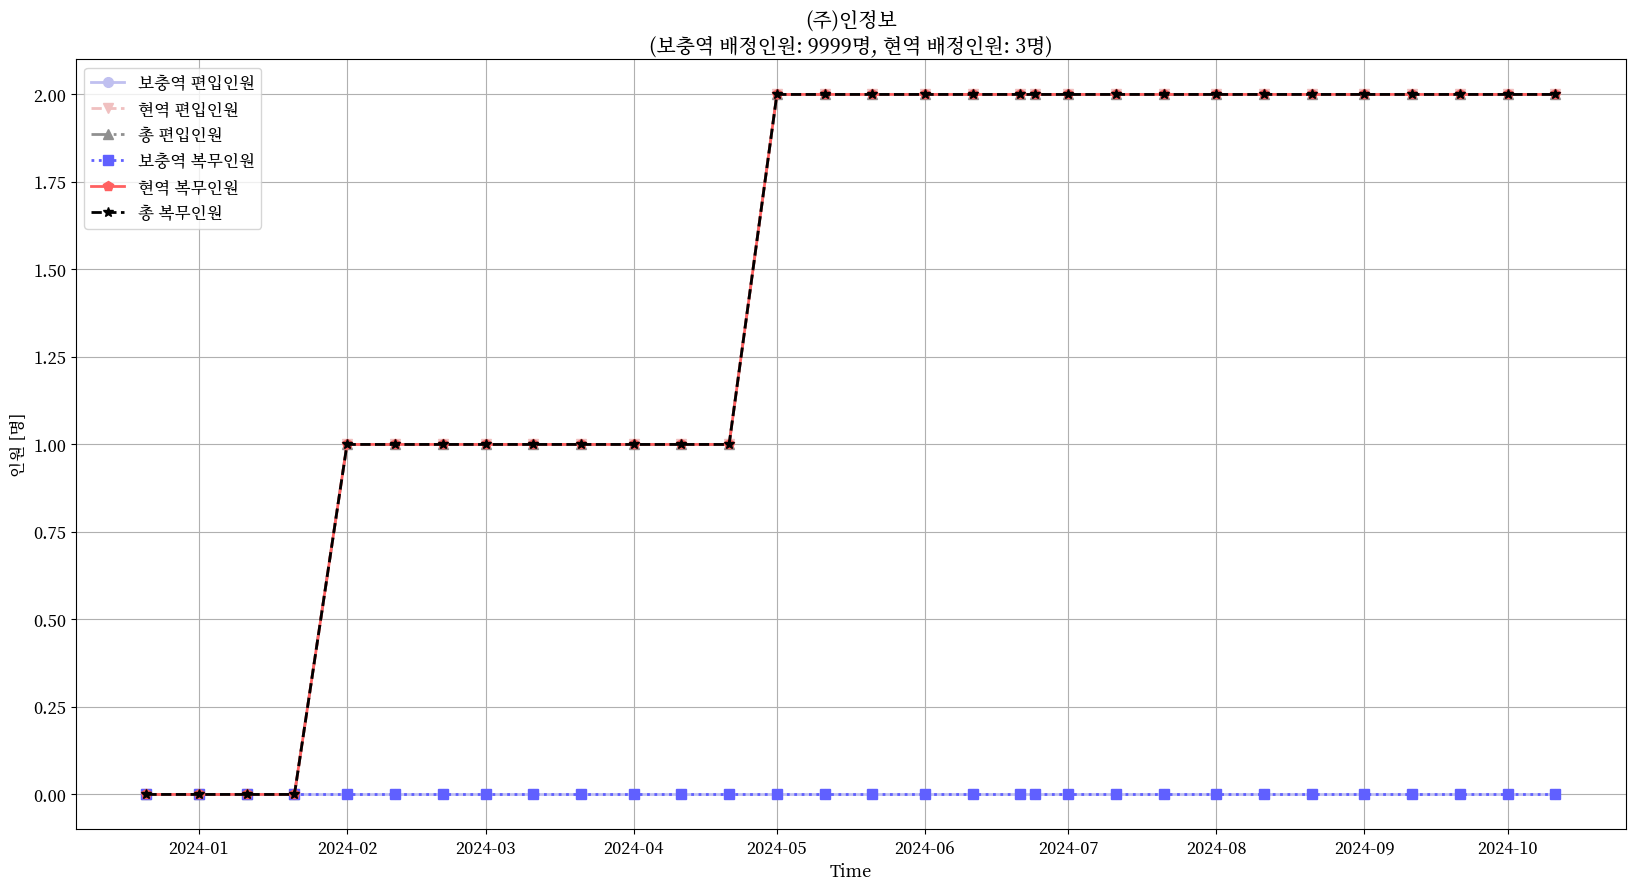 (주)인정보
(보충역 배정인원: 9999명, 현역 배정인원: 3명)
보충역 편입인원
현역 편입인원
총 편입인원
보충역 복무인원
현역 복무인원
총 복무인원
2.00
1.75
1.50
1.25
1.00
0.75
0.50
0.25
0.00
인원 [명]
2024-01 2024-02 2024-03 2024-04 2024-05 2024-06 2024-07 2024-08 2024-09 2024-10
Time